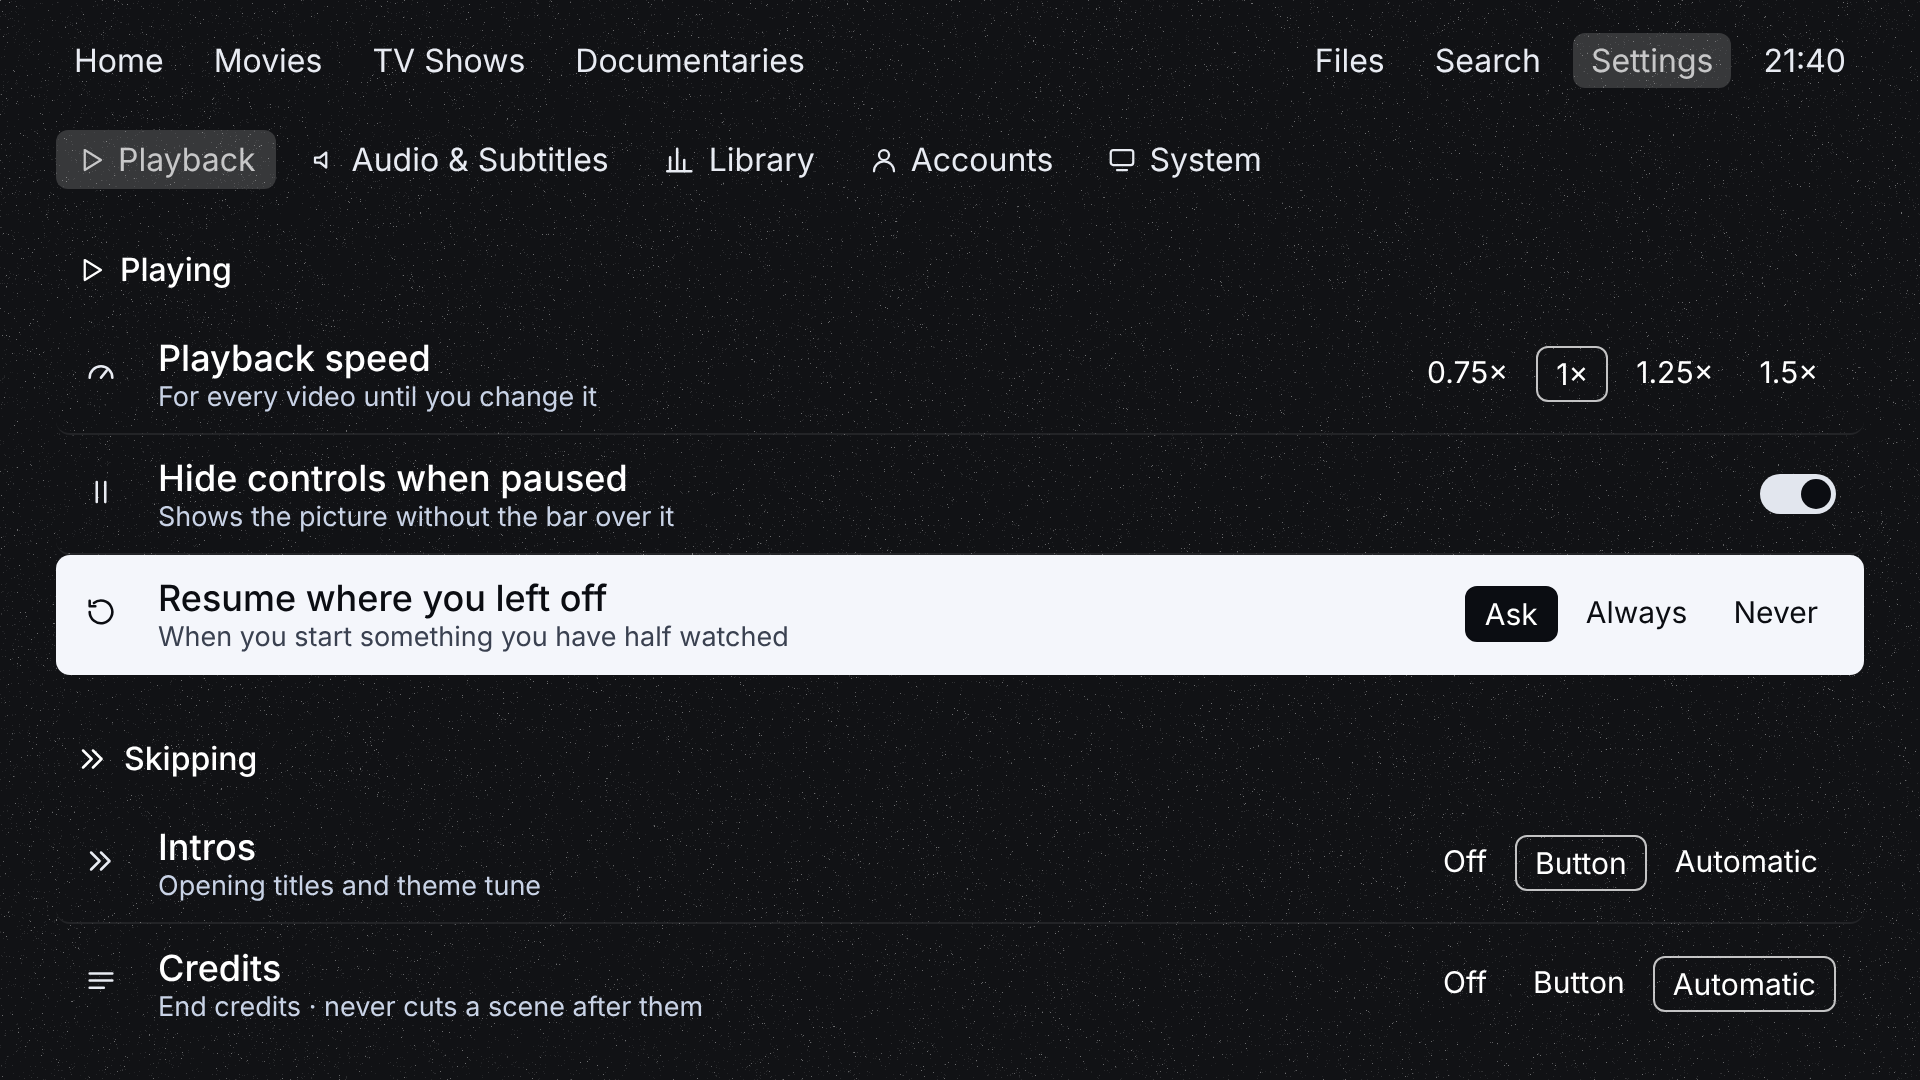 Home Movies TV Shows Documentaries Files Search Settings 21:40
Playback Audio & Subtitles Library Accounts System
Playing
Playback speed
For every video until you change it
0.75× 1× 1.25× 1.5×
Hide controls when paused
Shows the picture without the bar over it
Resume where you left off
When you start something you have half watched
Ask Always Never
Skipping
Intros
Opening titles and theme tune
Off Button Automatic
Credits
End credits · never cuts a scene after them
Off Button Automatic